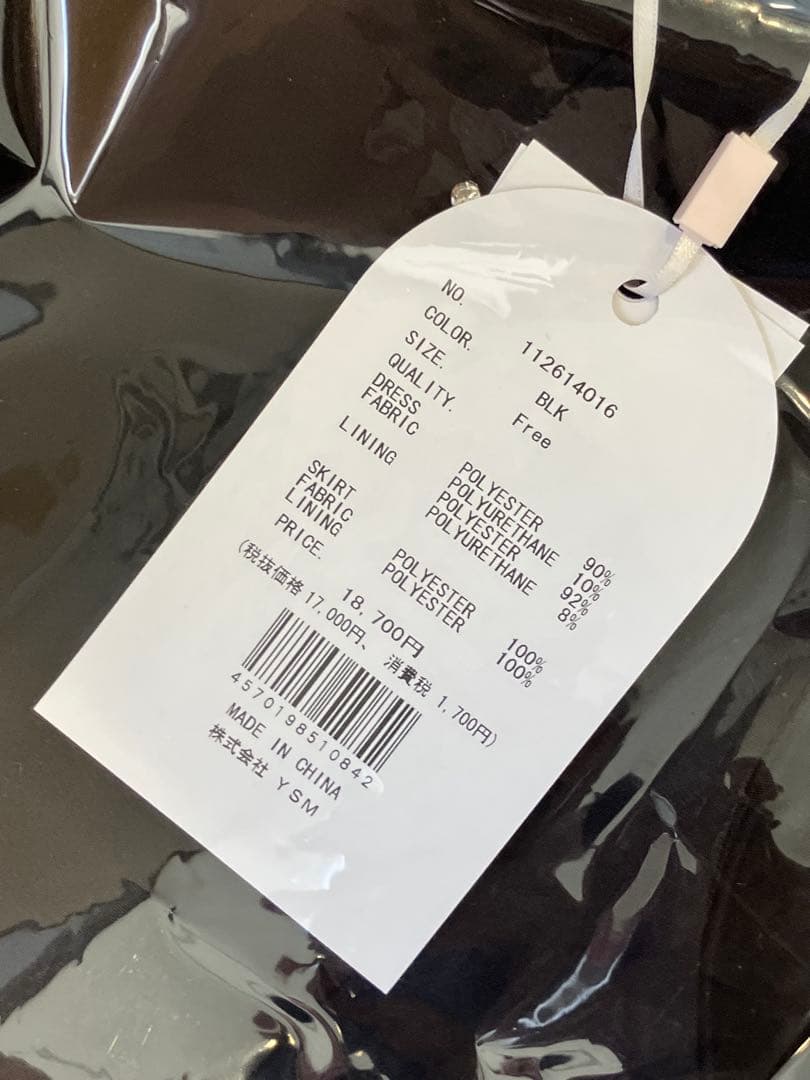 NO. 112614016
COLOR. BLK
SIZE. Free
QUALITY.
DRESS
FABRIC POLYESTER 90%
POLYURETHANE 10%
LINING POLYESTER 92%
POLYURETHANE 8%
SKIRT
FABRIC POLYESTER 100%
LINING POLYESTER 100%
PRICE. 18,700円
(税抜価格 17,000円、 消費税 1,700円)
4570198510842
MADE IN CHINA
株式会社 YSM